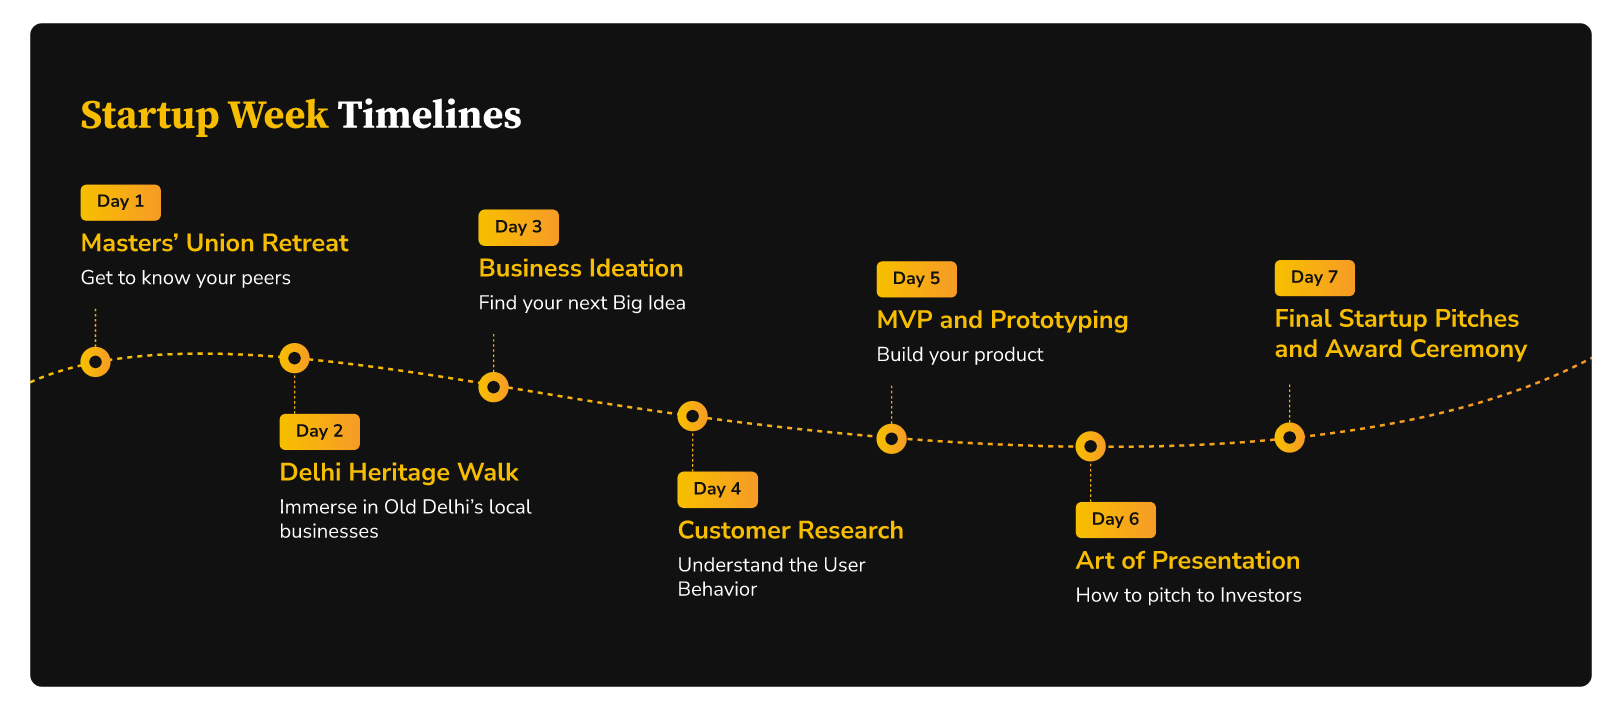 Startup Week Timelines
Day 1
Masters’ Union Retreat
Get to know your peers
Day 2
Delhi Heritage Walk
Immerse in Old Delhi’s local
businesses
Day 3
Business Ideation
Find your next Big Idea
Day 4
Customer Research
Understand the User
Behavior
Day 5
MVP and Prototyping
Build your product
Day 6
Art of Presentation
How to pitch to Investors
Day 7
Final Startup Pitches
and Award Ceremony